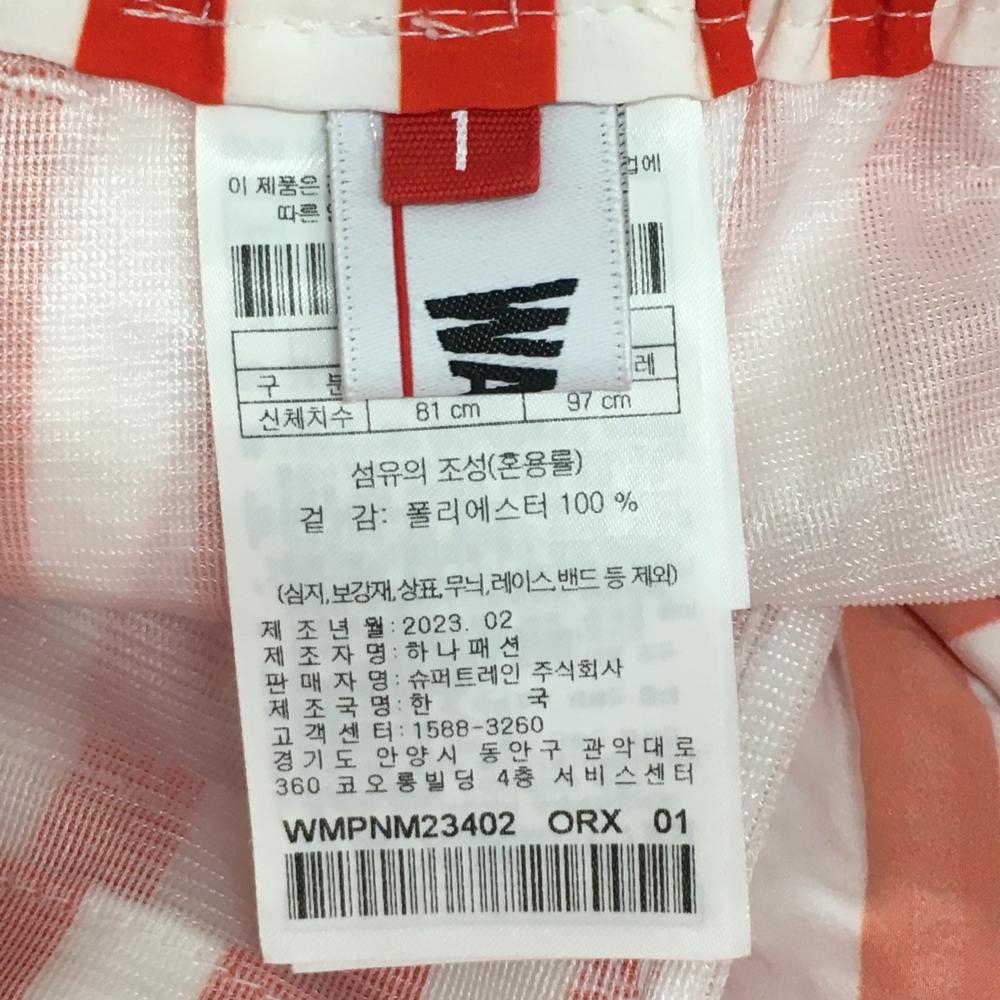 1
WA
이 제품은
따른
구 분
레
신체치수 81 cm 97 cm
섬유의 조성(혼용률)
겉 감: 폴리에스터 100 %
(심지,보강재,상표,무늬,레이스,밴드 등 제외)
제 조 년 월: 2023. 02
제 조 자 명: 하 나 패 션
판 매 자 명: 슈퍼트레인 주식회사
제 조 국 명: 한 국
고 객 센 터: 1588-3260
경 기 도 안 양 시 동 안 구 관 악 대 로
360 코 오 롱 빌 딩 4층 서 비 스 센 터
WMPNM23402 ORX 01